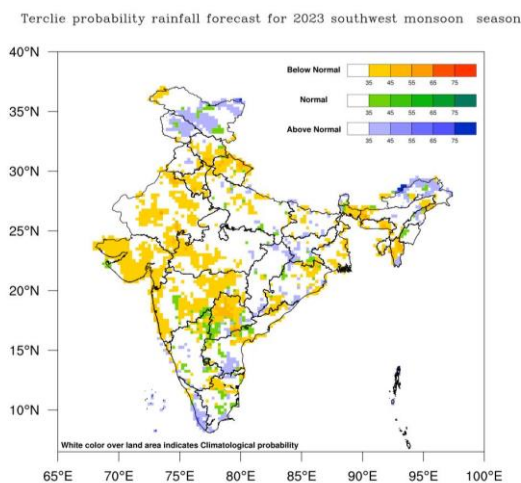 Terclie probability rainfall forecast for 2023 southwest monsoon season
40°N
35°N
30°N
25°N
20°N
15°N
10°N
Below Normal
35 45 55 65 75
Normal
35 45 55 65 75
Above Normal
35 45 55 65 75
White color over land area indicates Climatological probability
65°E 70°E 75°E 80°E 85°E 90°E 95°E 100°E